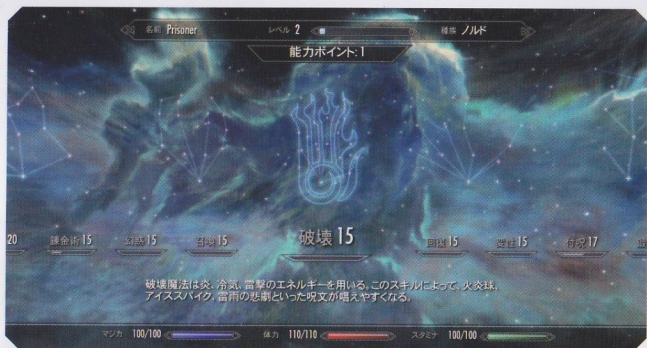 名前 Prisoner レベル 2 種族 ノルド
能力ポイント:1
20 錬金術 15 幻惑 15 召喚 15 破壊 15 回復 15 変性 15 付呪 17
破壊魔法は炎、冷気、雷撃のエネルギーを用いる。このスキルによって、火炎球、
アイススパイク、雷雨の悲劇といった呪文が唱えやすくなる。
マジカ 100/100 体力 110/110 スタミナ 100/100